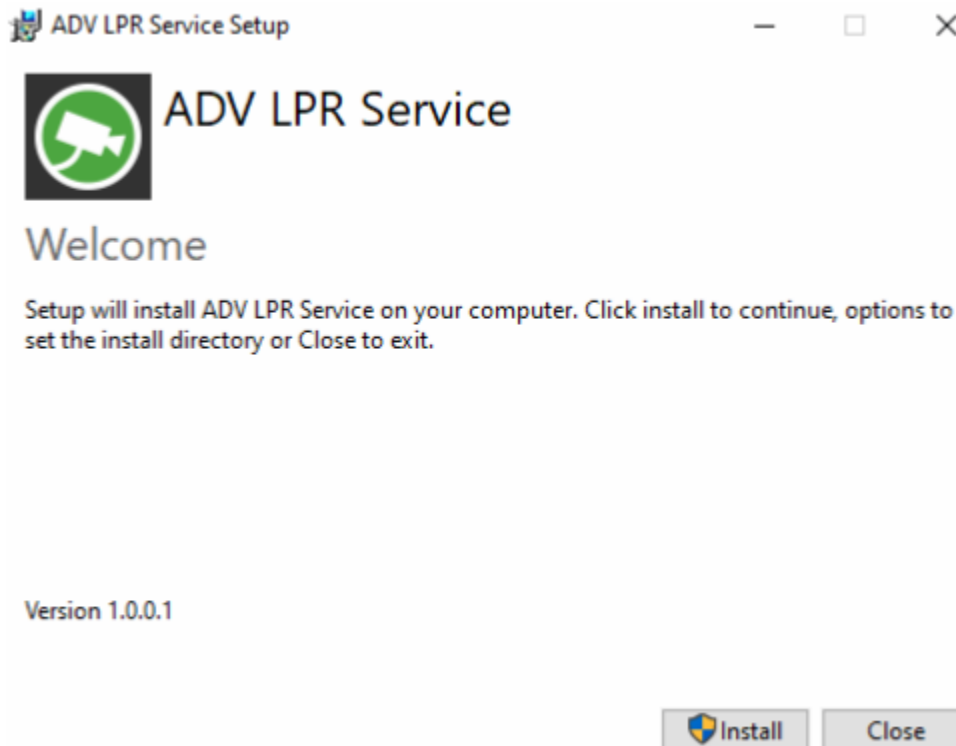 ADV LPR Service Setup
ADV LPR Service
Welcome
Setup will install ADV LPR Service on your computer. Click install to continue, options to
set the install directory or Close to exit.
Version 1.0.0.1
Install
Close